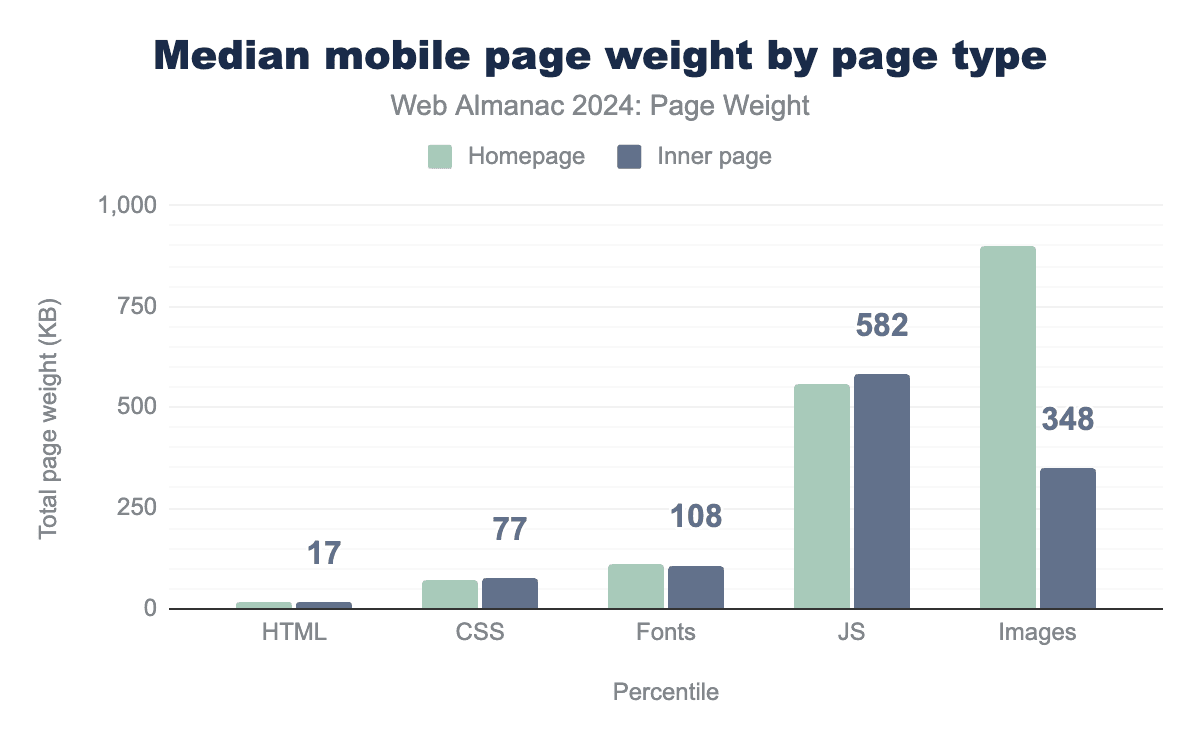 Median mobile page weight by page type
Web Almanac 2024: Page Weight
Homepage Inner page
1,000
750
500
250
0
Total page weight (KB)
17
77
108
582
348
HTML CSS Fonts JS Images
Percentile